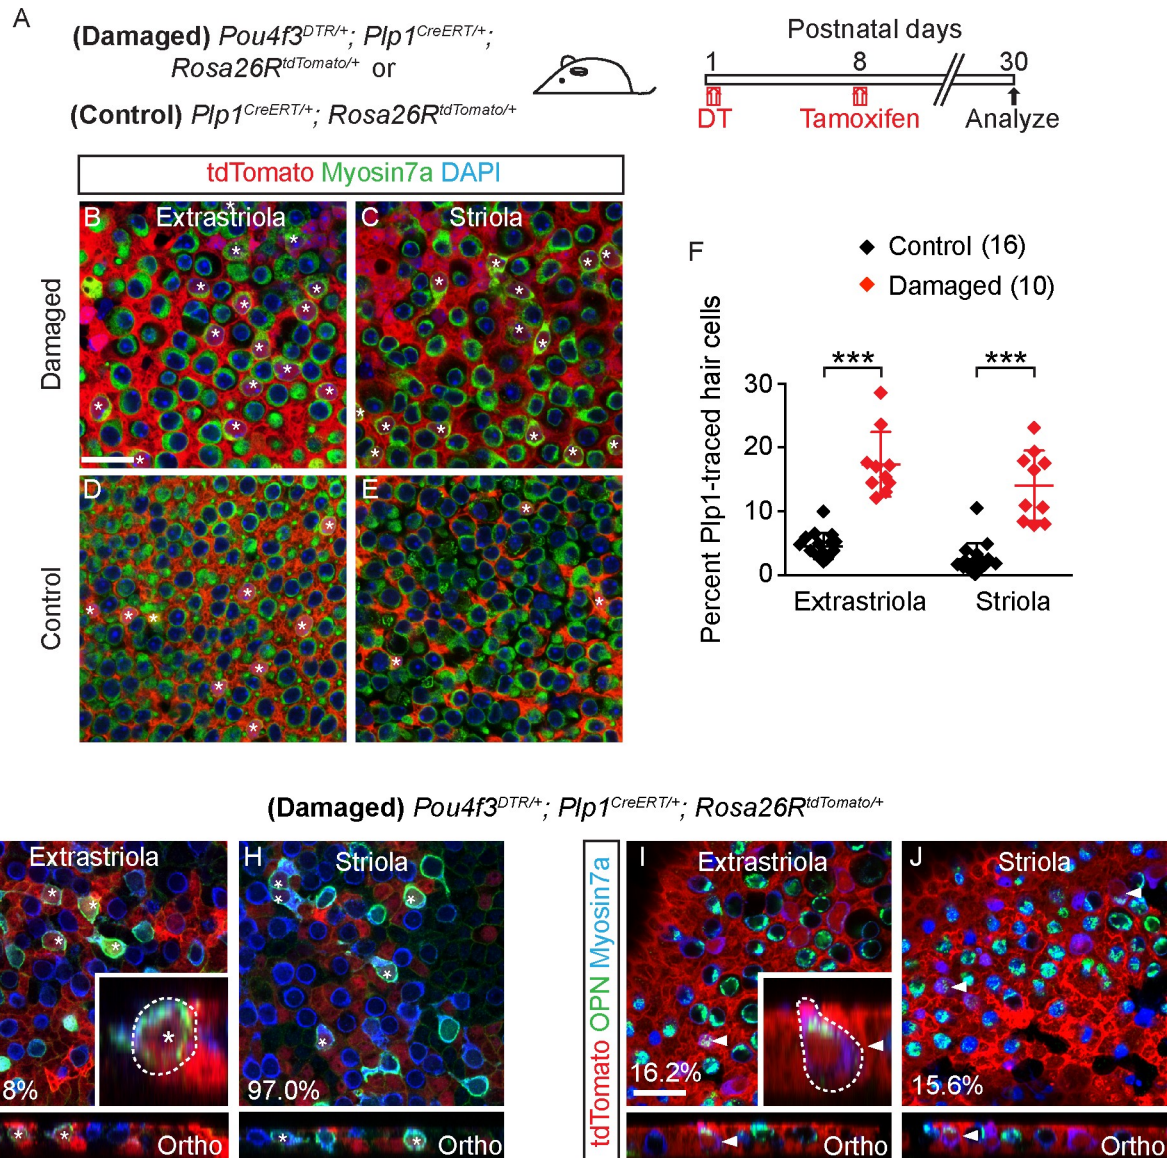 A
(Damaged) Pou4f3DTR/+; Plp1CreERT/+;
Rosa26RtdTomato/+ or
(Control) Plp1CreERT/+; Rosa26RtdTomato/+
Postnatal days
1 8 30
DT Tamoxifen Analyze
tdTomato Myosin7a DAPI
Damaged
B Extrastriola
C Striola
Control
D
E
F
Control (16)
Damaged (10)
Percent Plp1-traced hair cells
*** ***
30
20
10
0
Extrastriola Striola
(Damaged) Pou4f3DTR/+; Plp1CreERT/+; Rosa26RtdTomato/+
Extrastriola
8%
Ortho
H Striola
97.0%
Ortho
tdTomato OPN Myosin7a
I Extrastriola
16.2%
Ortho
J Striola
15.6%
Ortho